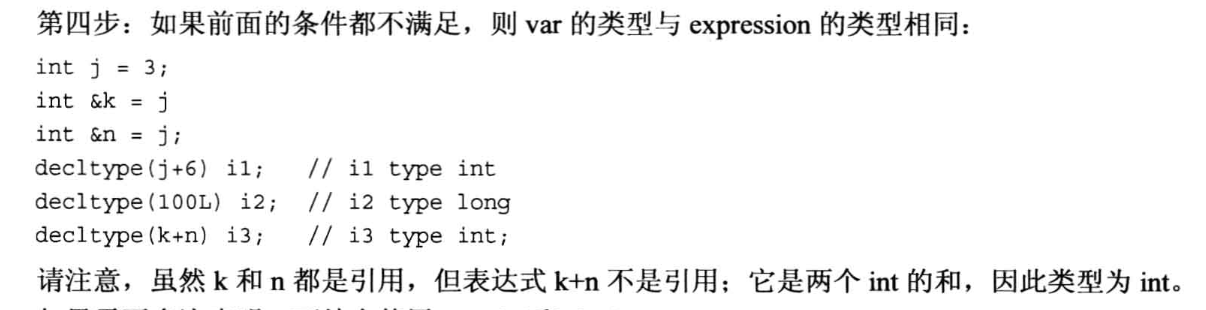 第四步：如果前面的条件都不满足，则 var 的类型与 expression 的类型相同：
int j = 3;
int &k = j
int &n = j;
decltype(j+6) i1;   // i1 type int
decltype(100L) i2;  // i2 type long
decltype(k+n) i3;   // i3 type int;
请注意，虽然 k 和 n 都是引用，但表达式 k+n 不是引用；它是两个 int 的和，因此类型为 int。